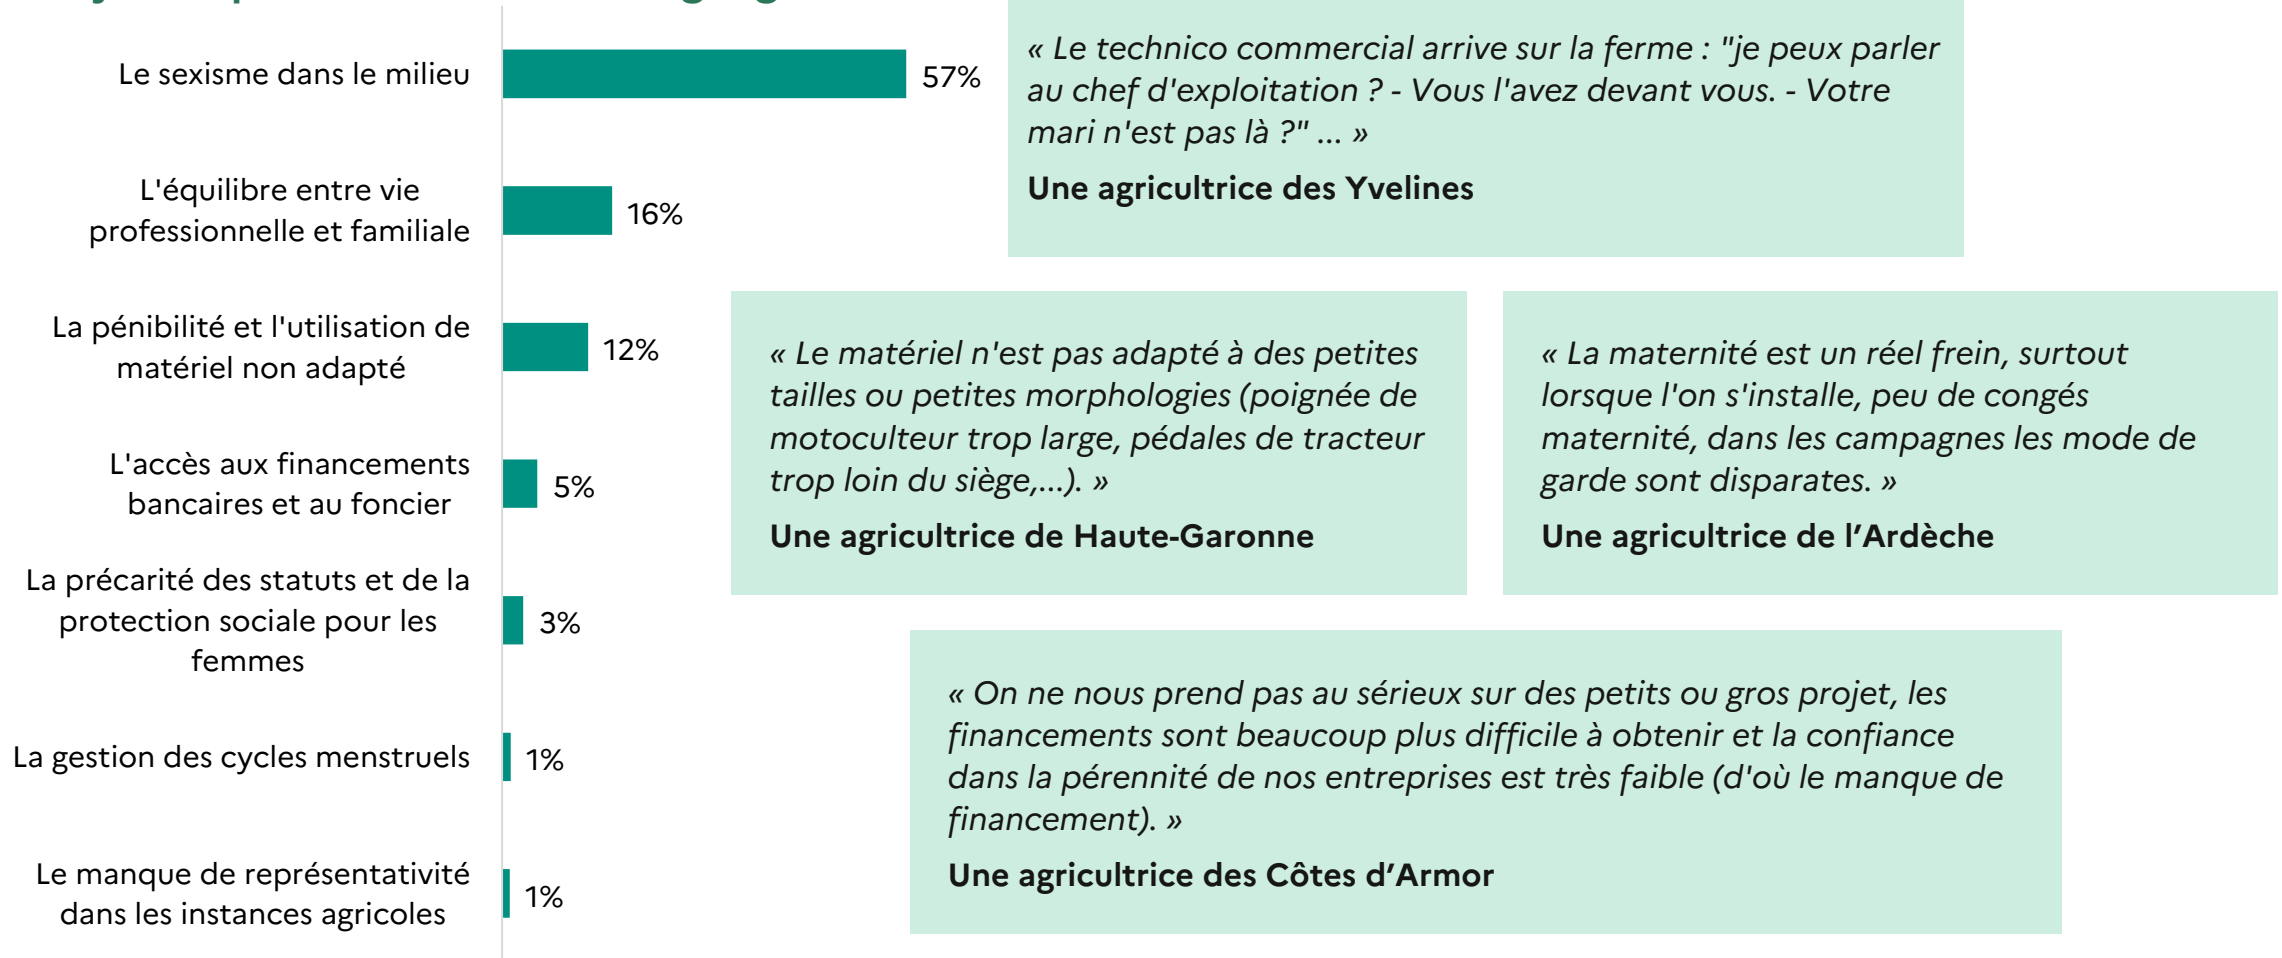 Le sexisme dans le milieu
57%
L'équilibre entre vie
professionnelle et familiale
16%
La pénibilité et l'utilisation de
matériel non adapté
12%
L'accès aux financements
bancaires et au foncier
5%
La précarité des statuts et de la
protection sociale pour les
femmes
3%
La gestion des cycles menstruels
1%
Le manque de représentativité
dans les instances agricoles
1%
« Le technico commercial arrive sur la ferme : "je peux parler
au chef d'exploitation ? - Vous l'avez devant vous. - Votre
mari n'est pas là ?" ... »
Une agricultrice des Yvelines
« Le matériel n'est pas adapté à des petites
tailles ou petites morphologies (poignée de
motoculteur trop large, pédales de tracteur
trop loin du siège,...). »
Une agricultrice de Haute-Garonne
« La maternité est un réel frein, surtout
lorsque l'on s'installe, peu de congés
maternité, dans les campagnes les mode de
garde sont disparates. »
Une agricultrice de l’Ardèche
« On ne nous prend pas au sérieux sur des petits ou gros projet, les
financements sont beaucoup plus difficile à obtenir et la confiance
dans la pérennité de nos entreprises est très faible (d'où le manque de
financement). »
Une agricultrice des Côtes d’Armor